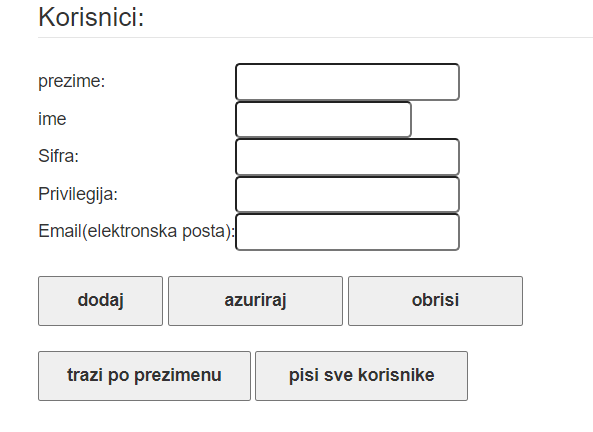 Korisnici:
prezime:
ime
Sifra:
Privilegija:
Email(elektronska posta):
dodaj azuriraj obrisi
trazi po prezimenu pisi sve korisnike